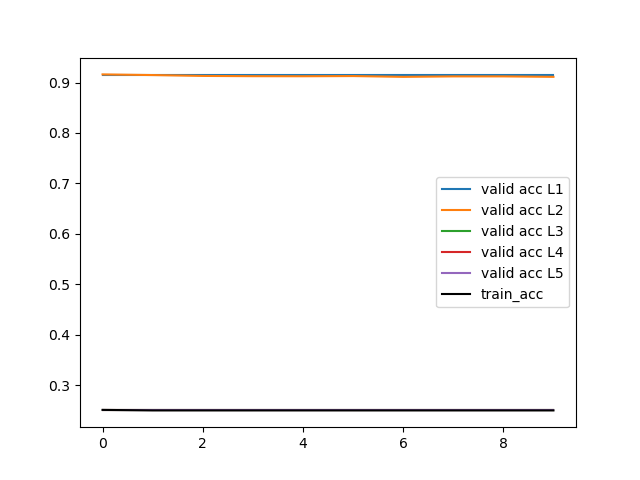 0.9
0.8
0.7
0.6
0.5
0.4
0.3
0 2 4 6 8
valid acc L1
valid acc L2
valid acc L3
valid acc L4
valid acc L5
train_acc